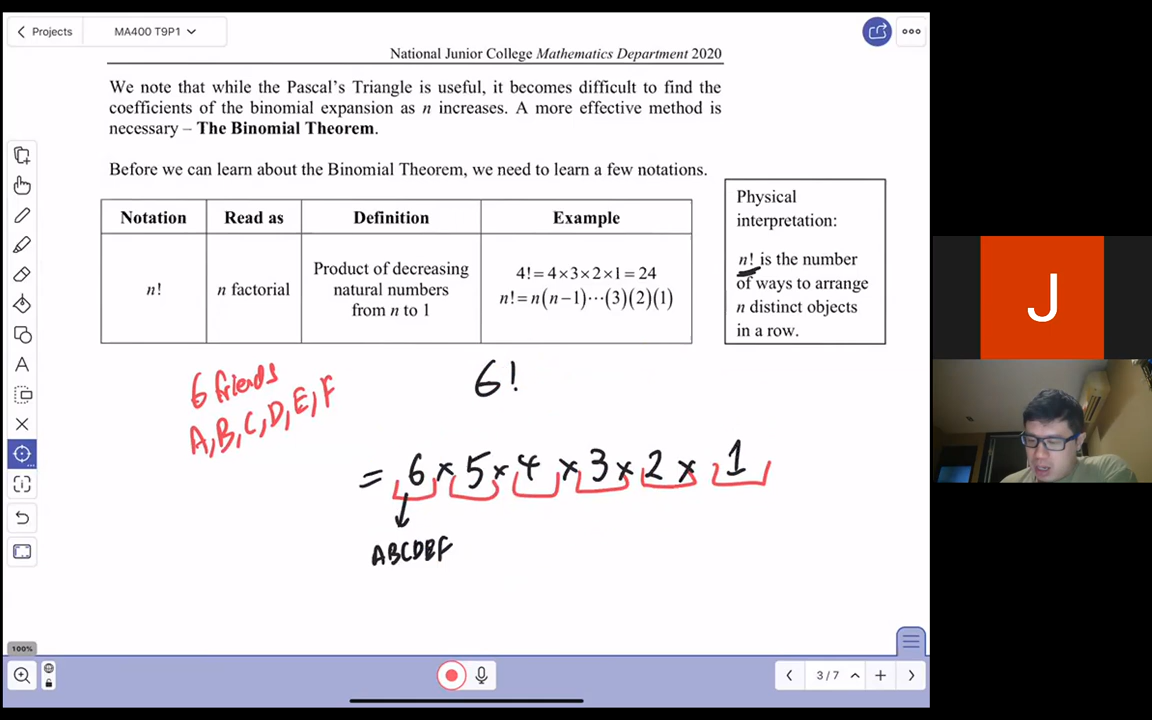 Projects
MA400 T9P1
National Junior College Mathematics Department 2020
We note that while the Pascal's Triangle is useful, it becomes difficult to find the
coefficients of the binomial expansion as n increases. A more effective method is
necessary – The Binomial Theorem.
Before we can learn about the Binomial Theorem, we need to learn a few notations.
Notation Read as Definition Example
n! n factorial
Product of decreasing
natural numbers
from n to 1
4!=4×3×2×1=24
n!=n(n−1)⋯(3)(2)(1)
Physical
interpretation:
n! is the number
of ways to arrange
n distinct objects
in a row.
6 friends
A, B, C, D, E, F
6!
= 6 × 5 × 4 × 3 × 2 × 1
ABCDEF
J
100%
3 / 7